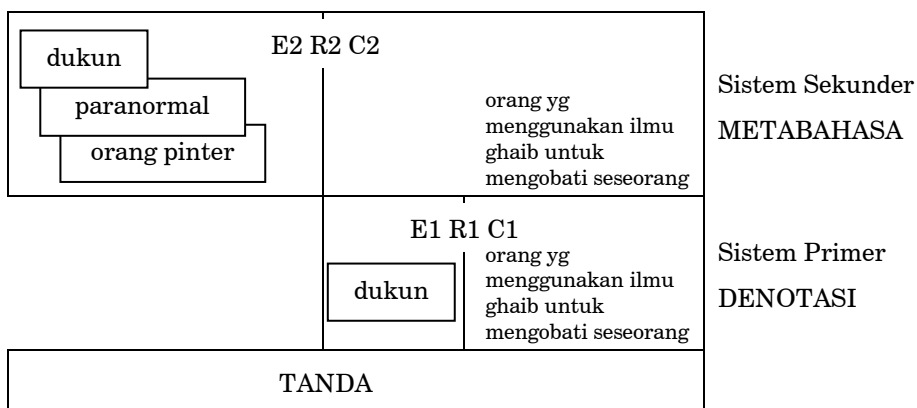 E2 R2 C2
dukun
paranormal
orang pinter
orang yg
menggunakan ilmu
ghaib untuk
mengobati seseorang
Sistem Sekunder
METABAHASA
E1 R1 C1
dukun
orang yg
menggunakan ilmu
ghaib untuk
mengobati seseorang
Sistem Primer
DENOTASI
TANDA